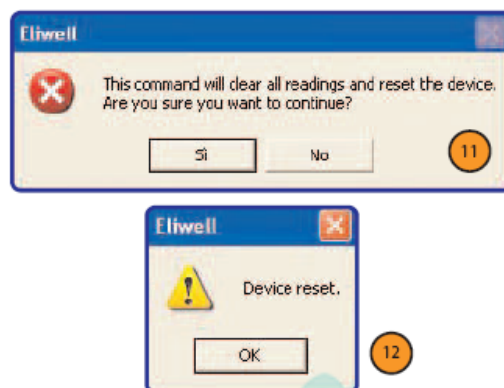 Eliwell
This command will clear all readings and reset the device.
Are you sure you want to continue?
Sì No
11
Eliwell
Device reset.
OK
12